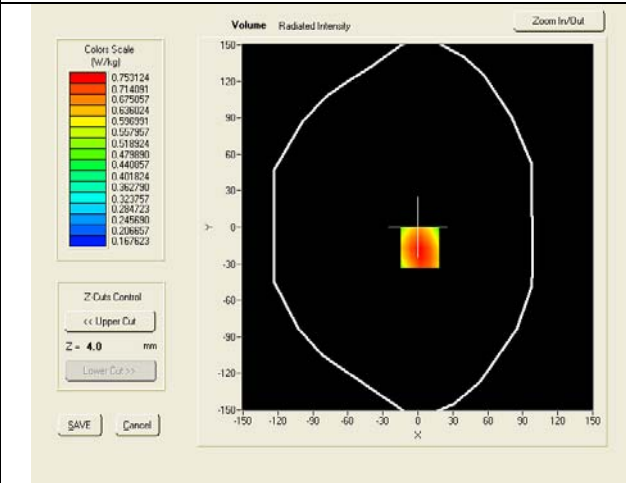 Volume Radiated Intensity
Zoom In/Out
Colors Scale
(W/kg)
0.753124
0.714091
0.675057
0.636024
0.596991
0.557957
0.518924
0.479890
0.440857
0.401824
0.362790
0.323757
0.284723
0.245690
0.206657
0.167623
Z-Cuts Control
<< Upper Cut
Z = 4.0 mm
Lower Cut >>
SAVE
Cancel
150
120
90
60
30
0
-30
-60
-90
-120
-150
Y
-150 -120 -90 -60 -30 0 30 60 90 120 150
X